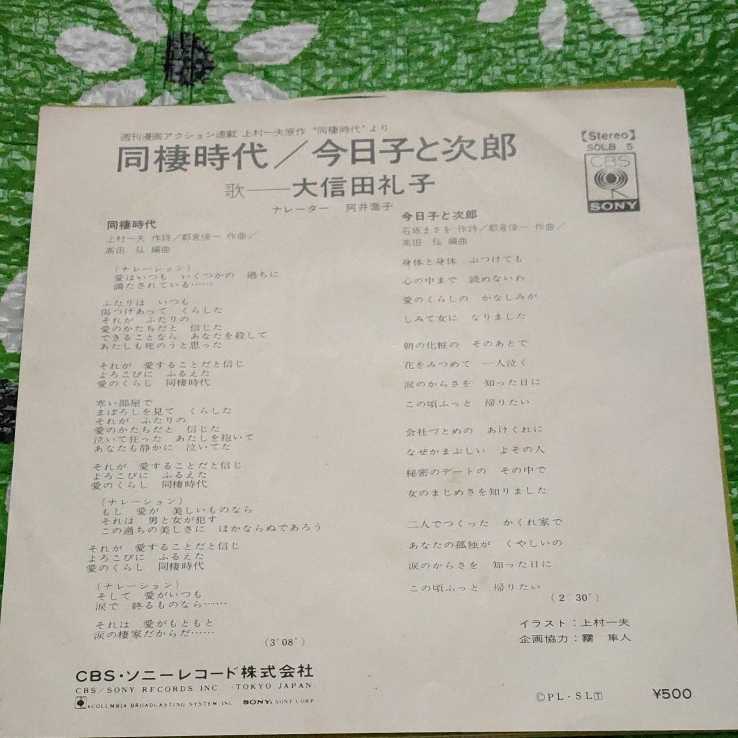 週刊漫画アクション連載 上村一夫原作 "同棲時代"より
同棲時代／今日子と次郎
歌──大信田礼子
ナレーター 阿井喬子
【Stereo】
SOLB 5
CBS
SONY
同棲時代
上村一夫 作詩／都倉俊一 作曲／
高田 弘 編曲
（ナレーション）
愛はいつも いくつかの 過ちに
満たされている……
ふたりは いつも
傷つけあって くらした
それが ふたりの
愛のかたちだと 信じた
できることなら あなたを殺して
あたしも死のうと思った
それが 愛することだと信じ
よろこびに ふるえた
愛のくらし 同棲時代
寒い部屋で
まぼろしを見て くらした
それが ふたりの
愛のかたちだと 信じた
泣いて狂った あたしを抱いて
あなたも静かに 泣いてた
それが 愛することだと信じ
よろこびに ふるえた
愛のくらし 同棲時代
（ナレーション）
もし 愛が 美しいものなら
それは 男と女が犯す
この過ちの美しさに ほかならぬであろう
それが 愛することだと信じ
よろこびに ふるえた
愛のくらし 同棲時代
（ナレーション）
そして 愛がいつも
涙で 終るものなら……
それは 愛がもともと
涙の棲家だからだ……
（3′08″）
今日子と次郎
石坂まさを 作詩／都倉俊一 作曲／
高田 弘 編曲
身体と身体 ぶつけても
心の中まで 読めないわ
愛のくらしの かなしみが
しみて女に なりました
朝の化粧の そのあとで
花をみつめて 一人泣く
涙のからさを 知った日に
この頃ふっと 帰りたい
会社づとめの あけくれに
なぜかまぶしい よその人
秘密のデートの その中で
女のまじめさを知りました
二人でつくった かくれ家で
あなたの孤独が くやしいの
涙のからさを 知った日に
この頃ふっと 帰りたい
（2′30″）
イラスト：上村一夫
企画協力：霧 隼人
CBS・ソニーレコード株式会社
CBS/SONY RECORDS INC. TOKYO JAPAN.
COLUMBIA BROADCASTING SYSTEM INC. SONY SONY CORP
ⓒPL・SLⓉ
¥500